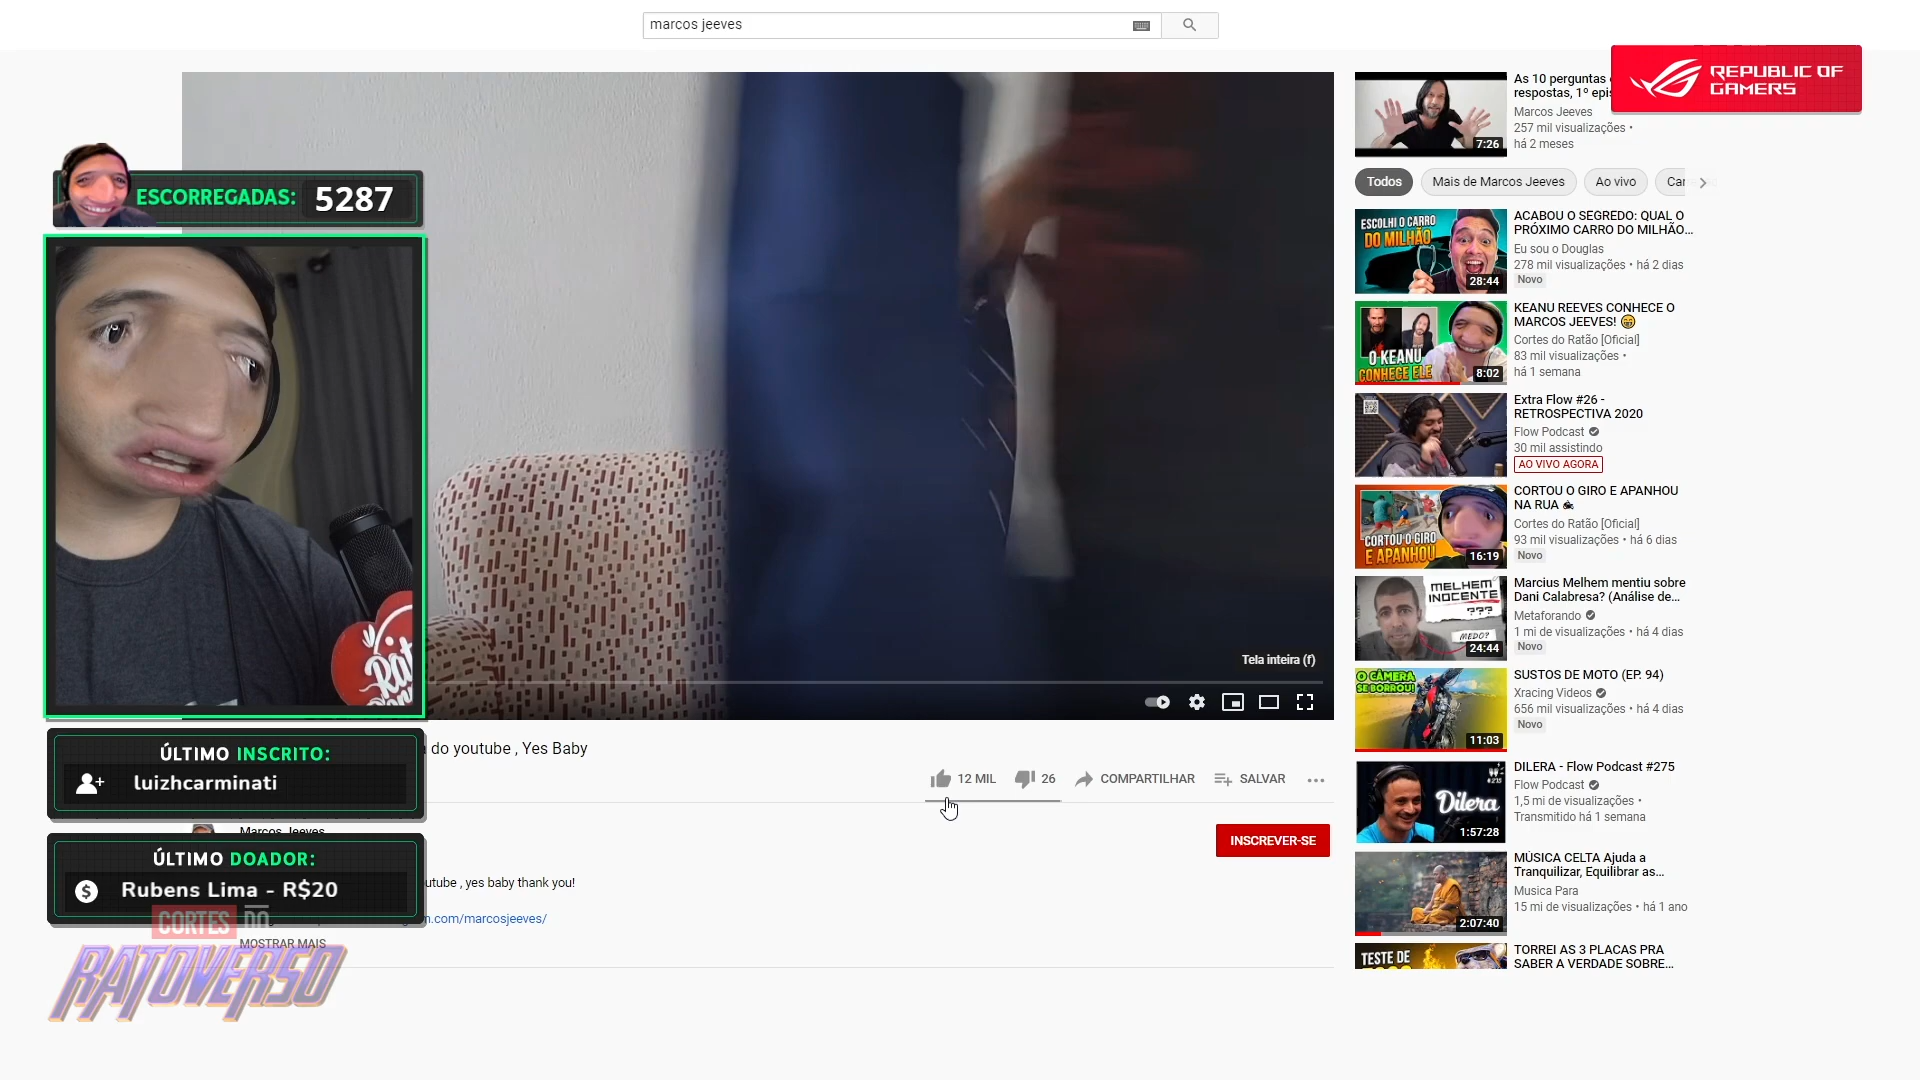 marcos jeeves
REPUBLIC OF
GAMERS
ESCORREGADAS: 5287
Tela inteira (f)
do youtube , Yes Baby
12 MIL
26
COMPARTILHAR
SALVAR
ÚLTIMO INSCRITO:
luizhcarminati
Marcos Jeeves
INSCREVER-SE
ÚLTIMO DOADOR:
Rubens Lima - R$20
utube , yes baby thank you!
m.com/marcosjeeves/
MOSTRAR MAIS
CORTES DO
RATOVERSO
As 10 perguntas
respostas, 1º epi
Marcos Jeeves
257 mil visualizações •
há 2 meses
7:26
Todos
Mais de Marcos Jeeves
Ao vivo
Car
ESCOLHI O CARRO
DO MILHÃO
28:44
ACABOU O SEGREDO: QUAL O
PRÓXIMO CARRO DO MILHÃO...
Eu sou o Douglas
278 mil visualizações • há 2 dias
Novo
O KEANU
CONHECE ELE
8:02
KEANU REEVES CONHECE O
MARCOS JEEVES! 😁
Cortes do Ratão [Oficial]
83 mil visualizações •
há 1 semana
Extra Flow #26 -
RETROSPECTIVA 2020
Flow Podcast
30 mil assistindo
AO VIVO AGORA
CORTOU O GIRO
E APANHOU
16:19
CORTOU O GIRO E APANHOU
NA RUA 🏍
Cortes do Ratão [Oficial]
93 mil visualizações • há 6 dias
Novo
MELHEM
INOCENTE
???
MEDO?
24:44
Marcius Melhem mentiu sobre
Dani Calabresa? (Análise de...
Metaforando
1 mi de visualizações • há 4 dias
Novo
O CÂMERA
SE BORROU!
11:03
SUSTOS DE MOTO (EP. 94)
Xracing Videos
656 mil visualizações • há 4 dias
Novo
#275
Dilera
1:57:28
DILERA - Flow Podcast #275
Flow Podcast
1,5 mi de visualizações •
Transmitido há 1 semana
2:07:40
MÚSICA CELTA Ajuda a
Tranquilizar, Equilibrar as...
Musica Para
15 mi de visualizações • há 1 ano
TESTE DE
TORREI AS 3 PLACAS PRA
SABER A VERDADE SOBRE...